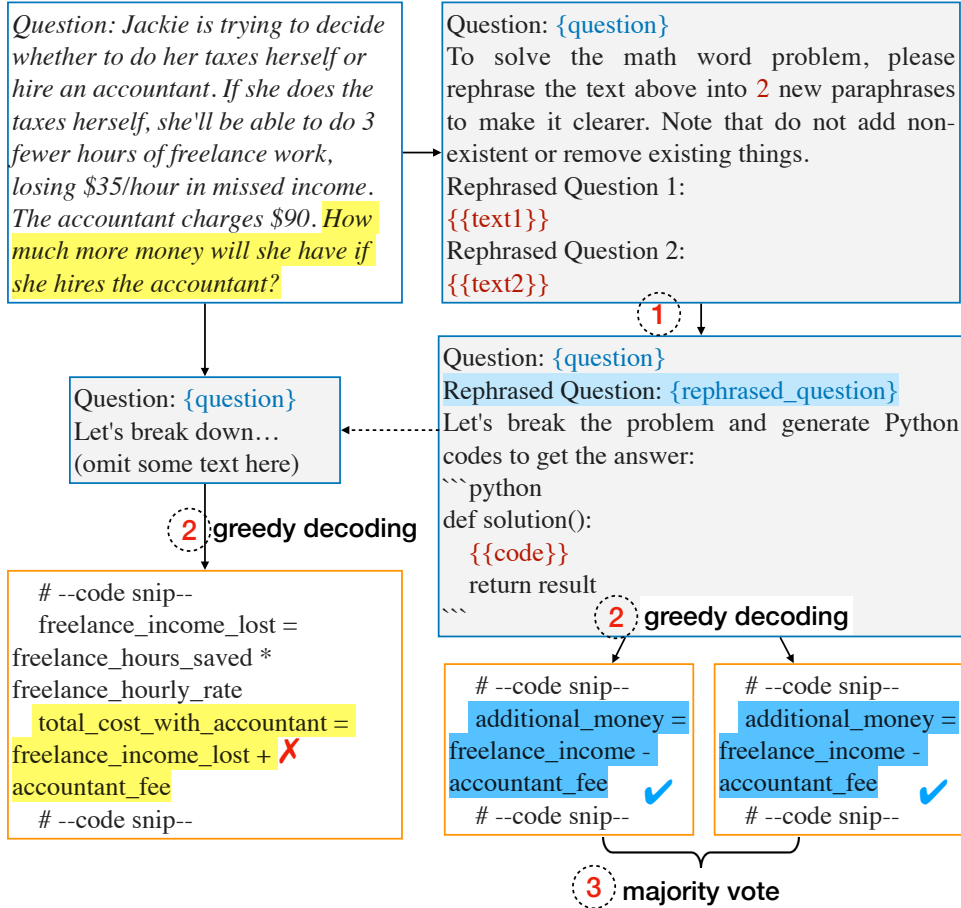 Question: Jackie is trying to decide
whether to do her taxes herself or
hire an accountant. If she does the
taxes herself, she'll be able to do 3
fewer hours of freelance work,
losing $35/hour in missed income.
The accountant charges $90. How
much more money will she have if
she hires the accountant?
Question: {question}
To solve the math word problem, please
rephrase the text above into 2 new paraphrases
to make it clearer. Note that do not add non-
existent or remove existing things.
Rephrased Question 1:
{{text1}}
Rephrased Question 2:
{{text2}}
1
Question: {question}
Rephrased Question: {rephrased_question}
Let's break the problem and generate Python
codes to get the answer:
```python
def solution():
{{code}}
return result
```
Question: {question}
Let's break down…
(omit some text here)
2 greedy decoding
# --code snip--
freelance_income_lost =
freelance_hours_saved *
freelance_hourly_rate
total_cost_with_accountant =
freelance_income_lost + ✗
accountant_fee
# --code snip--
2 greedy decoding
# --code snip--
additional_money =
freelance_income -
accountant_fee ✔
# --code snip--
# --code snip--
additional_money =
freelance_income -
accountant_fee ✔
# --code snip--
3 majority vote